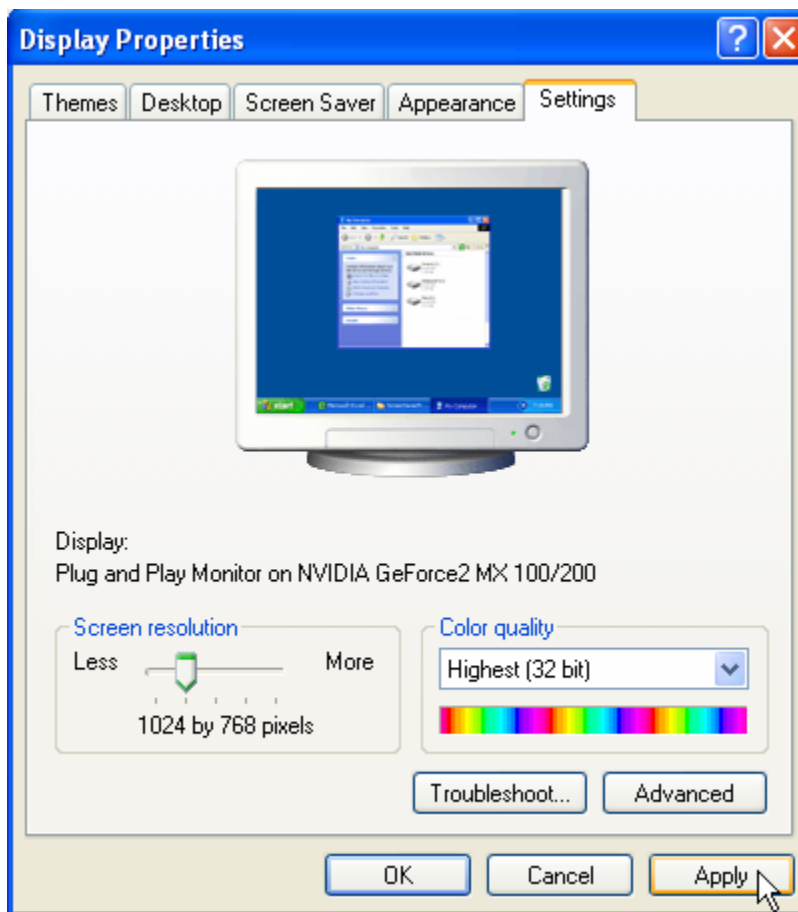 Display Properties
Themes Desktop Screen Saver Appearance Settings
start
Display:
Plug and Play Monitor on NVIDIA GeForce2 MX 100/200
Screen resolution
Less More
1024 by 768 pixels
Color quality
Highest (32 bit)
Troubleshoot... Advanced
OK Cancel Apply